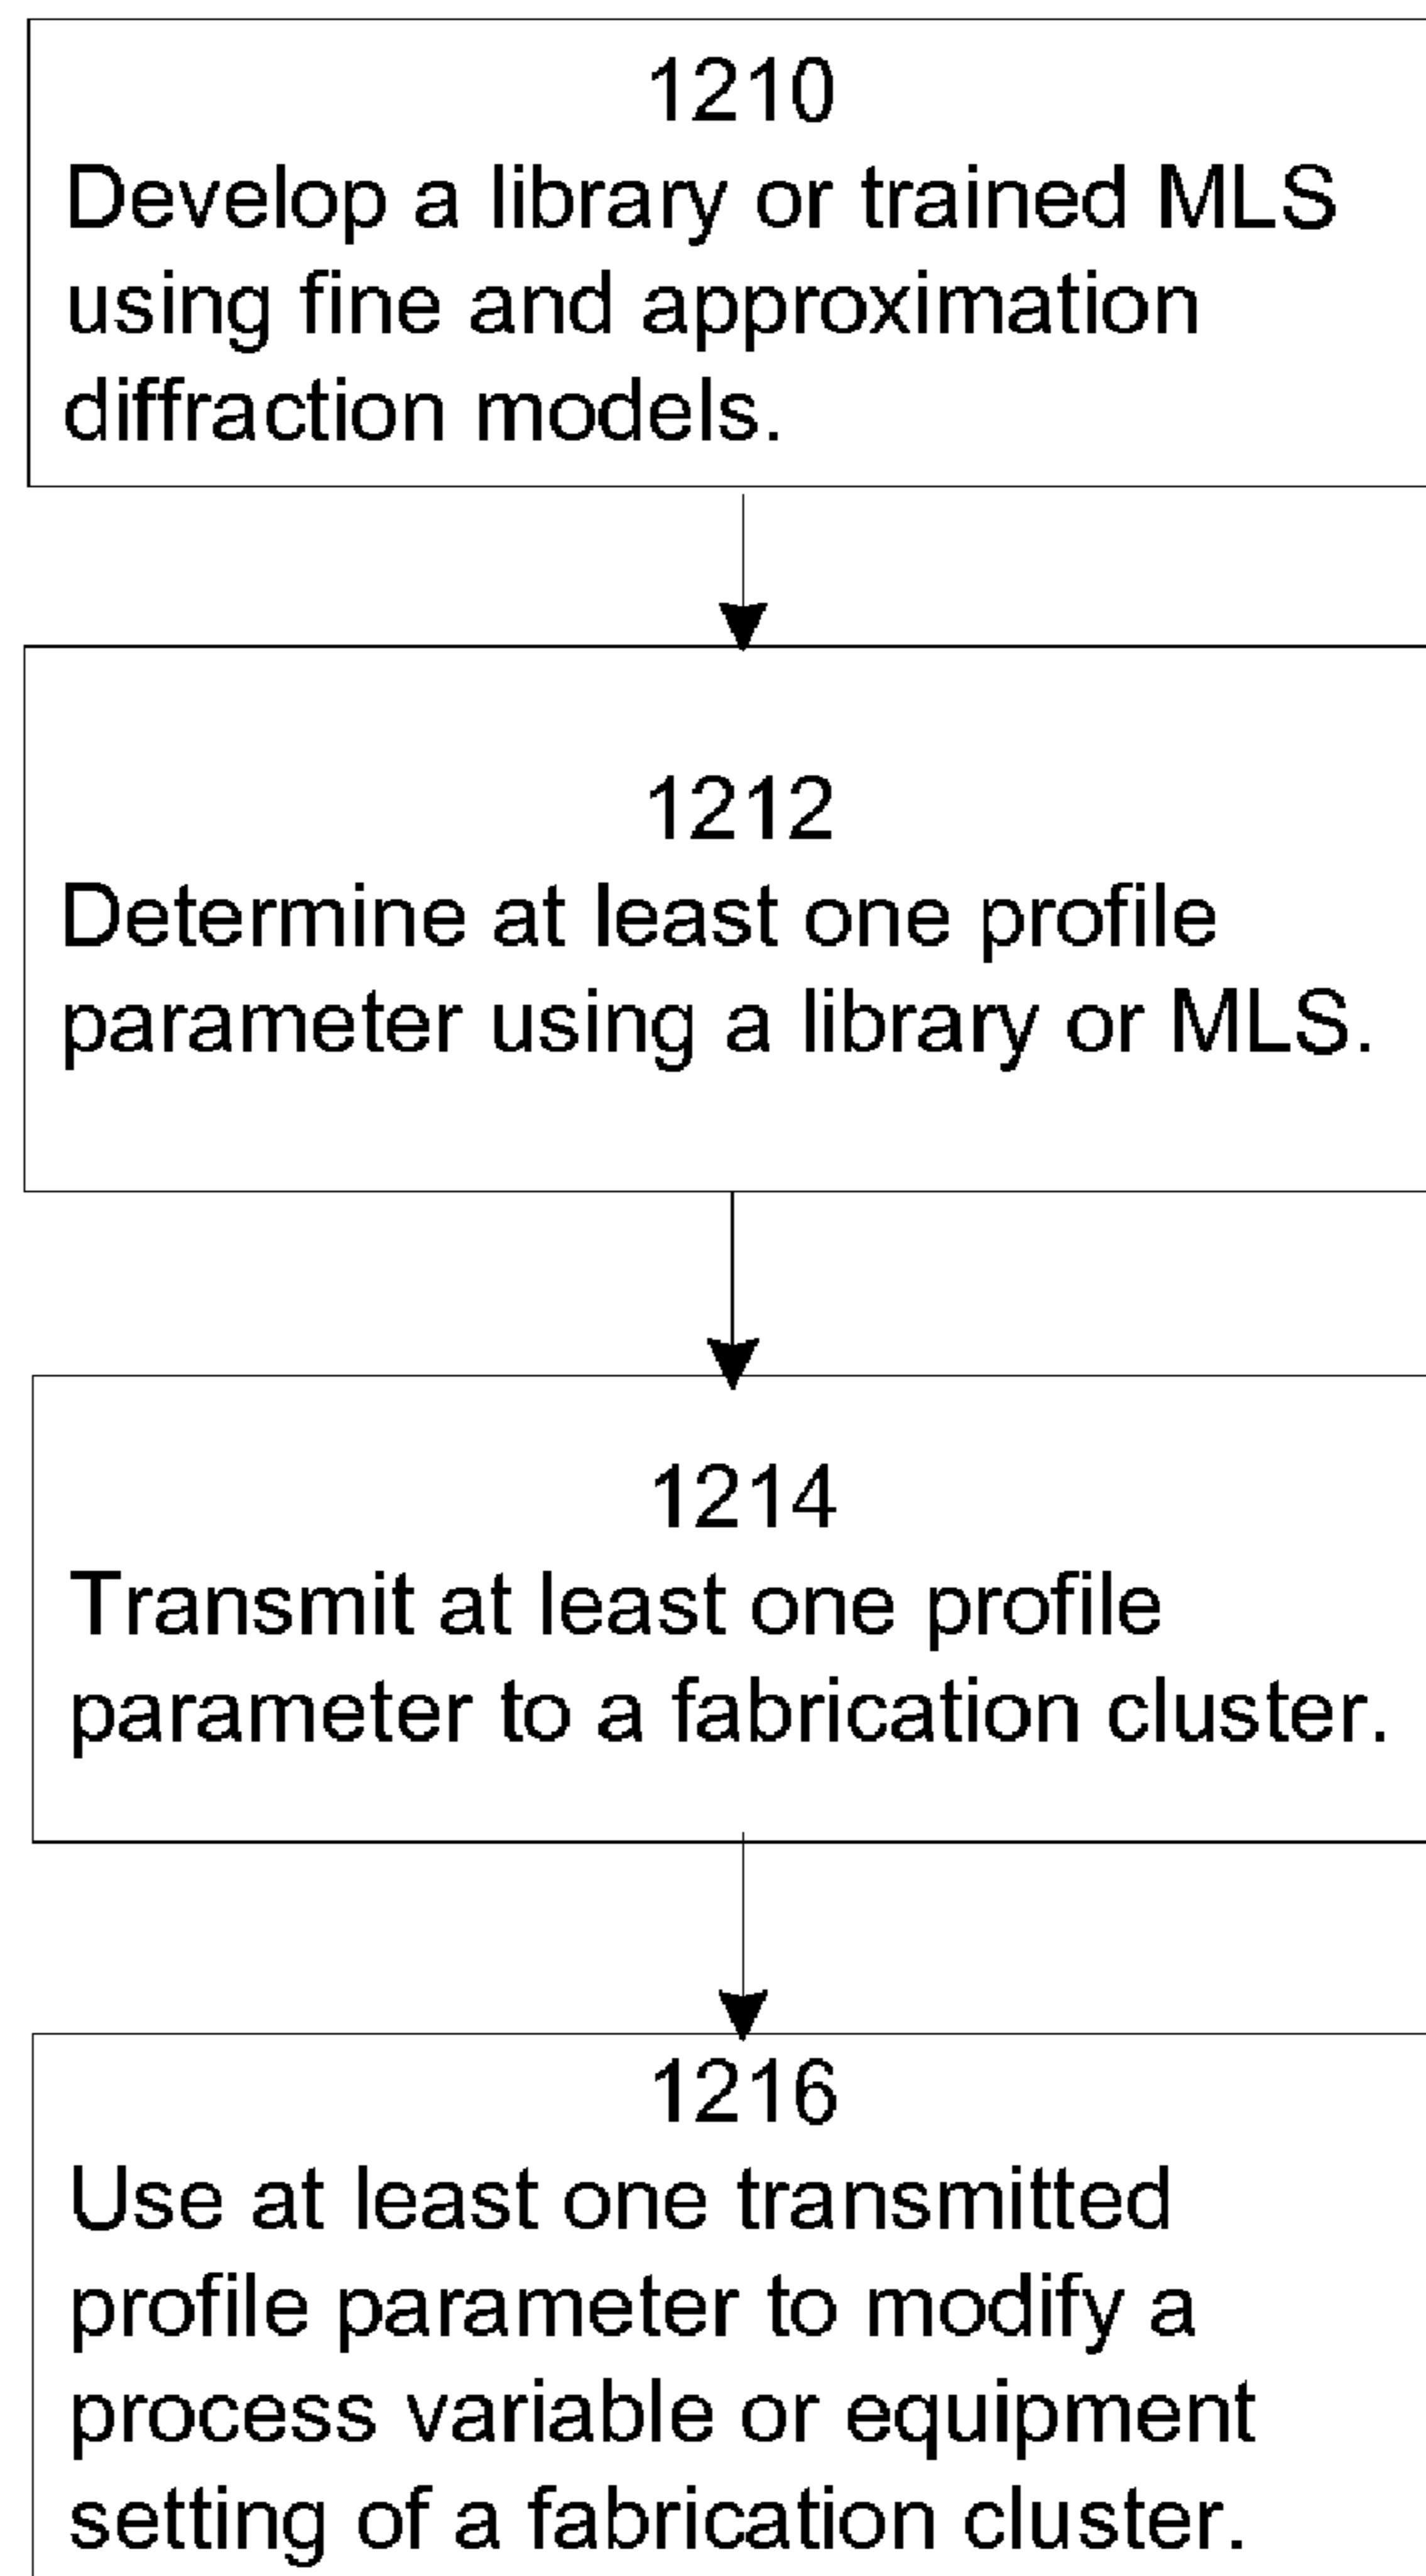 1210
Develop a library or trained MLS
using fine and approximation
diffraction models.
1212
Determine at least one profile
parameter using a library or MLS.
1214
Transmit at least one profile
parameter to a fabrication cluster.
1216
Use at least one transmitted
profile parameter to modify a
process variable or equipment
setting of a fabrication cluster.